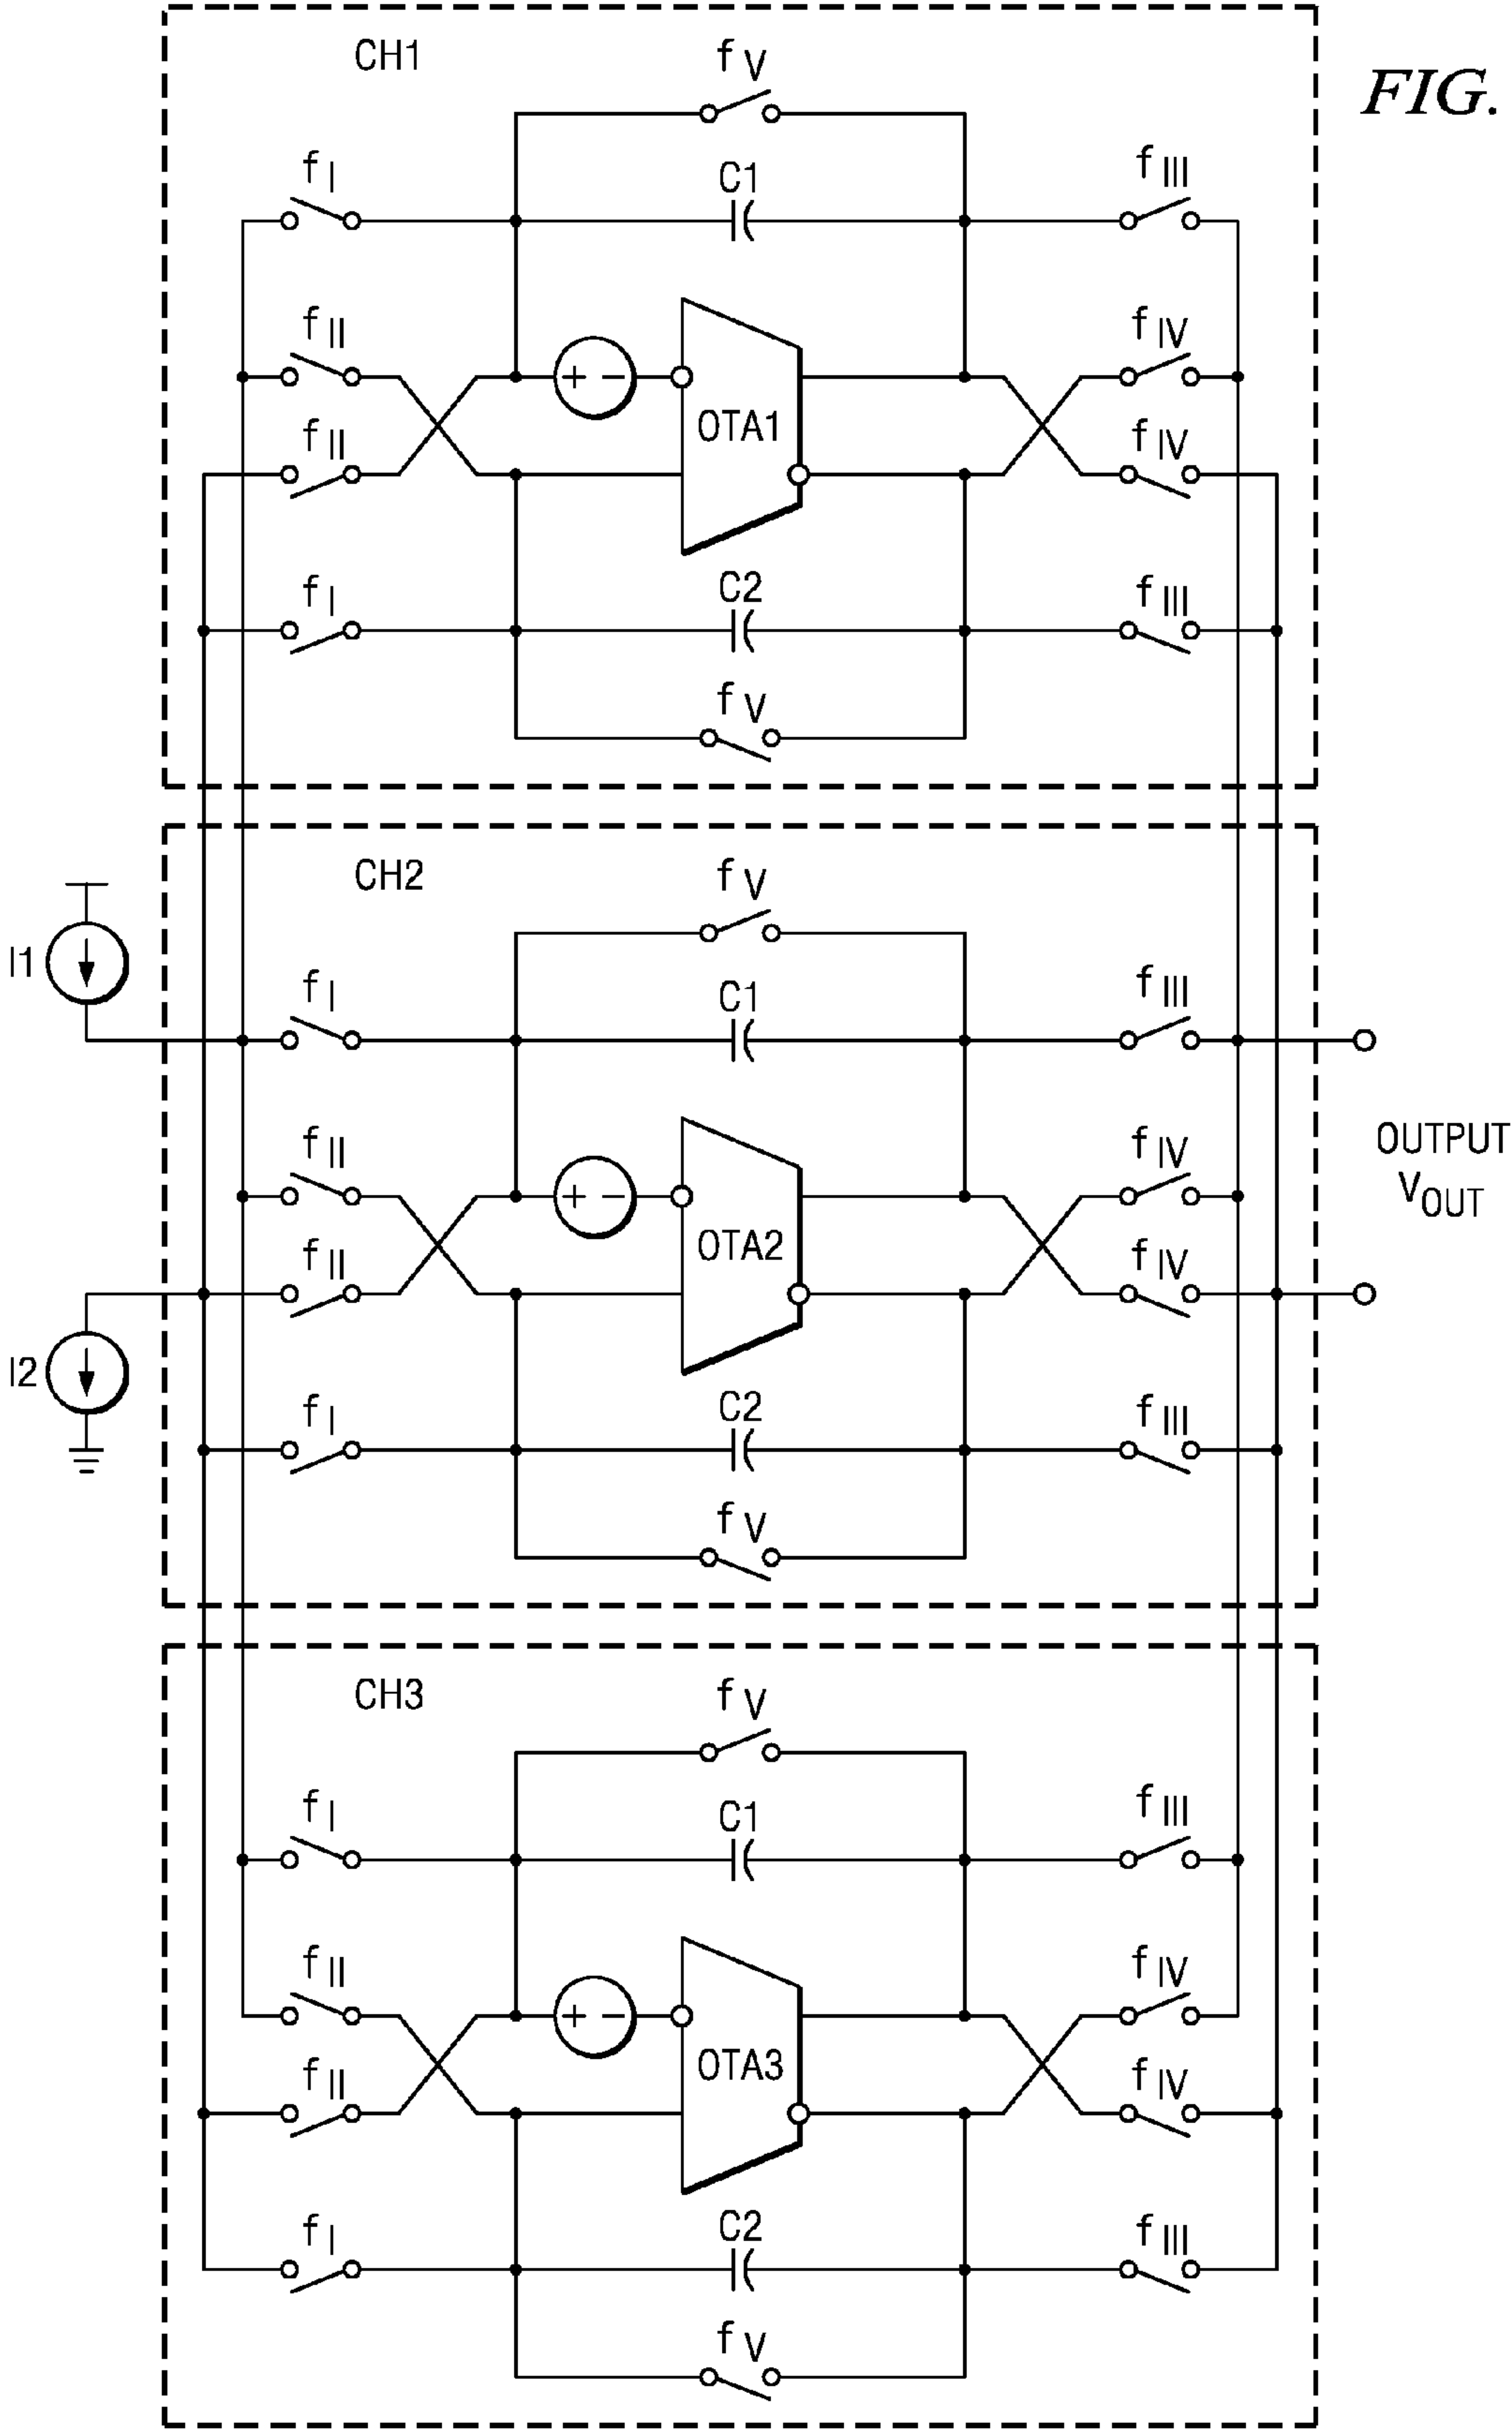 FIG.
CH1
f V
f I
C1
f III
f II
f IV
f II
OTA1
f IV
f I
C2
f III
f V
CH2
f V
I1
f I
C1
f III
f II
f IV
OUTPUT
VOUT
f II
OTA2
f IV
I2
f I
C2
f III
f V
CH3
f V
f I
C1
f III
f II
f IV
f II
OTA3
f IV
f I
C2
f III
f V